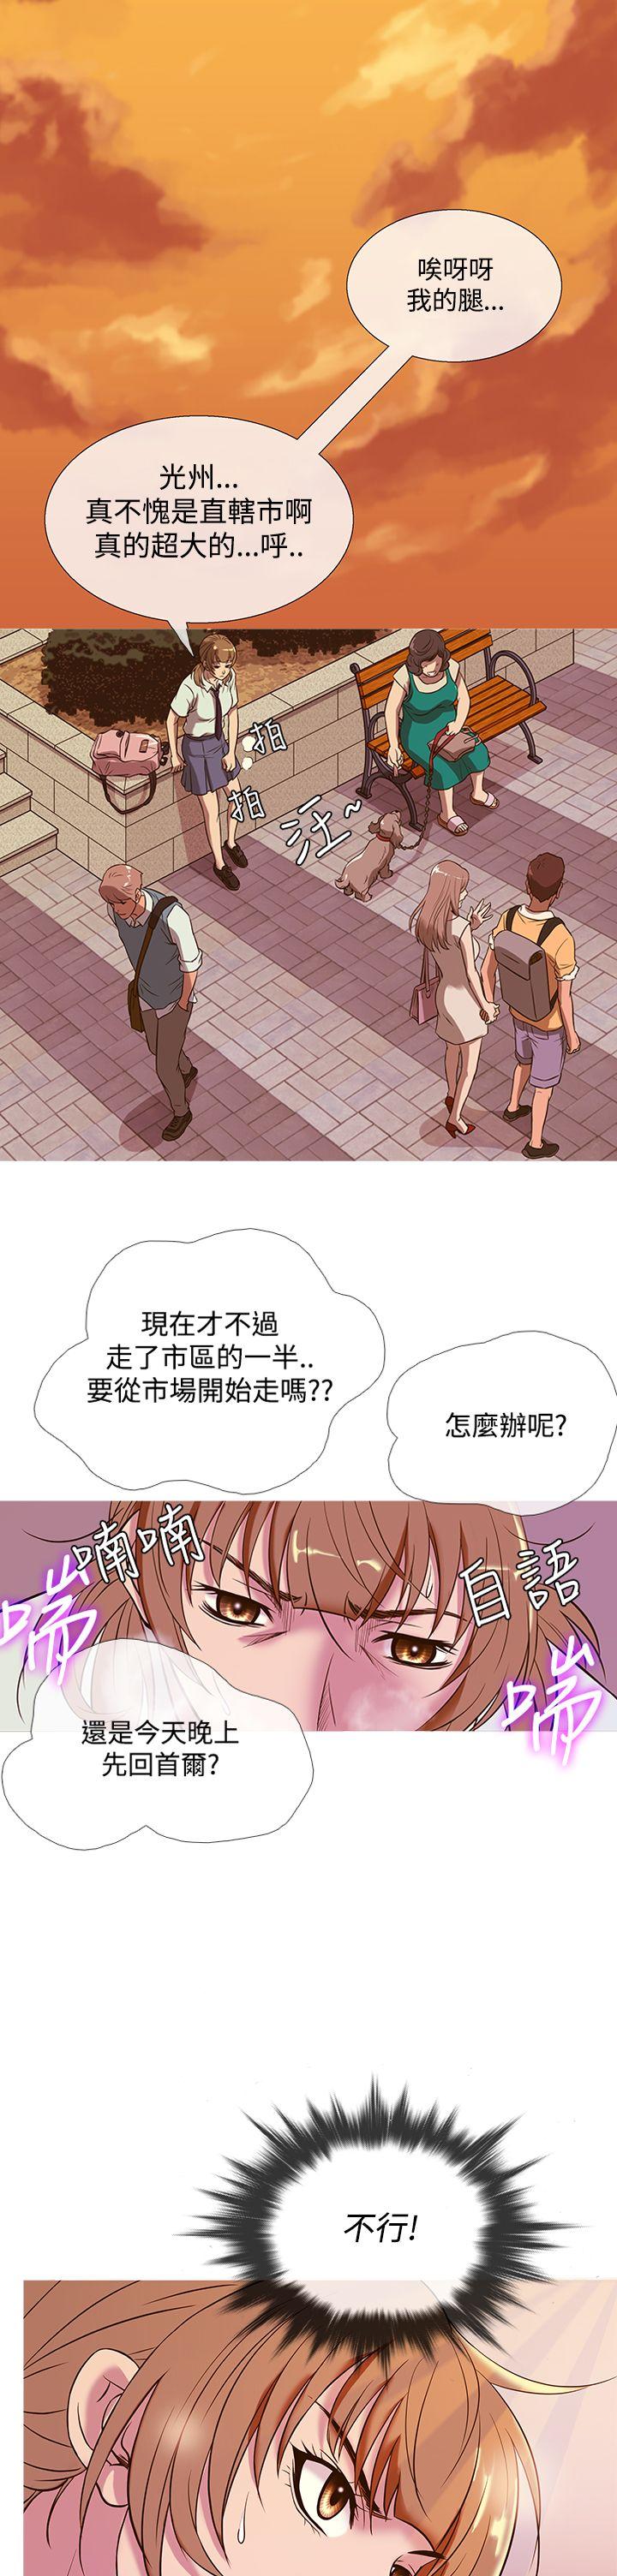 唉呀呀
我的腿...
光州...
真不愧是直轄市啊
真的超大的...呼..
拍
拍
汪~
現在才不過
走了市區的一半..
要從市場開始走嗎??
怎麼辦呢?
喃喃
自語
喘
喘
還是今天晚上
先回首爾?
不行!